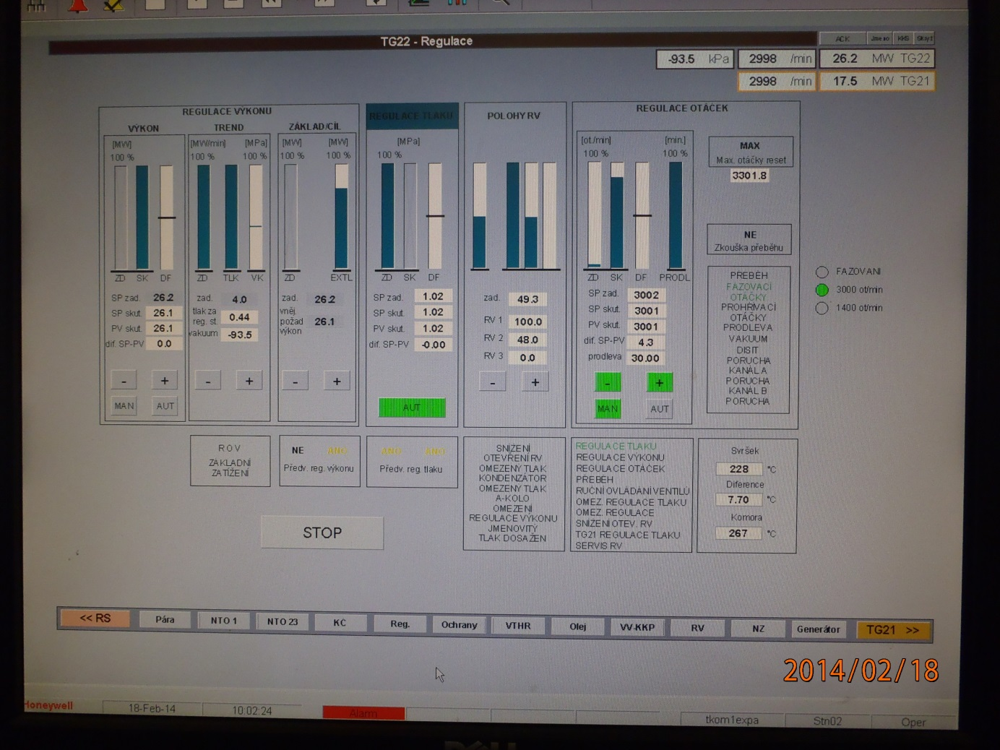 TG22 - Regulace
ACK
-93.5 kPa 2998 /min 26.2 MW TG22
2998 /min 17.5 MW TG21
REGULACE VÝKONU
VÝKON TREND ZÁKLAD/CÍL
[MW] [MW/min] [MPa] [MW] [MW]
100 % 100 % 100 % 100 % 100 %
ZD SK DF ZD TLK VK ZD EXTL
SP zad. 26.2
SP skut. 26.1
PV skut. 26.1
dif. SP-PV 0.0
- +
MAN AUT
zad. 4.0
tlak za
reg. st. 0.44
vakuum -93.5
- +
zad. 26.2
vněj.
požad 26.1
výkon
- +
REGULACE TLAKU
[MPa]
100 %
ZD SK DF
SP zad. 1.02
SP skut. 1.02
PV skut. 1.02
dif. SP-PV -0.00
AUT
POLOHY RV
zad. 49.3
RV 1 100.0
RV 2 48.0
RV 3 0.0
- +
REGULACE OTÁČEK
[ot./min] [min.]
100 % 100 %
ZD SK DF PRODL
SP zad. 3002
SP skut. 3001
PV skut. 3001
dif. SP-PV 4.3
prodleva 30.00
- +
MAN AUT
MAX
Max. otáčky reset
3301.8
NE
Zkouška přeběhu
PŘEBĚH
FÁZOVACÍ
OTÁČKY
PROHŘÍVACÍ
OTÁČKY
PRODLEVA
VAKUUM
DISIT
PORUCHA
KANÁL A
PORUCHA
KANÁL B
PORUCHA
FÁZOVÁNÍ
3000 ot/min
1400 ot/min
ROV
ZÁKLADNÍ
ZATÍŽENÍ
NE ANO
Předv. reg. výkonu
ANO ANO
Předv. reg. tlaku
SNÍŽENÍ
OTEVŘENÍ RV
OMEZENÝ TLAK
KONDENZÁTOR
OMEZENÝ TLAK
A-KOLO
OMEZENÍ
REGULACE VÝKONU
JMENOVITÝ
TLAK DOSAŽEN
REGULACE TLAKU
REGULACE VÝKONU
REGULACE OTÁČEK
PŘEBĚH
RUČNÍ OVLÁDÁNÍ VENTILŮ
OMEZ. REGULACE TLAKU
OMEZ. REGULACE
SNÍŽENÍ OTEV. RV
TG21 REGULACE TLAKU
SERVIS RV
Svršek
228 °C
Diference
7.70 °C
Komora
267 °C
STOP
<< RS Pára NTO 1 NTO 23 KC Reg. Ochrany VTHR Olej VV-KKP RV NZ Generátor TG21 >>
2014/02/18
Honeywell 18-Feb-14 10:02:24 Alarm tkom1expa Stn02 Oper